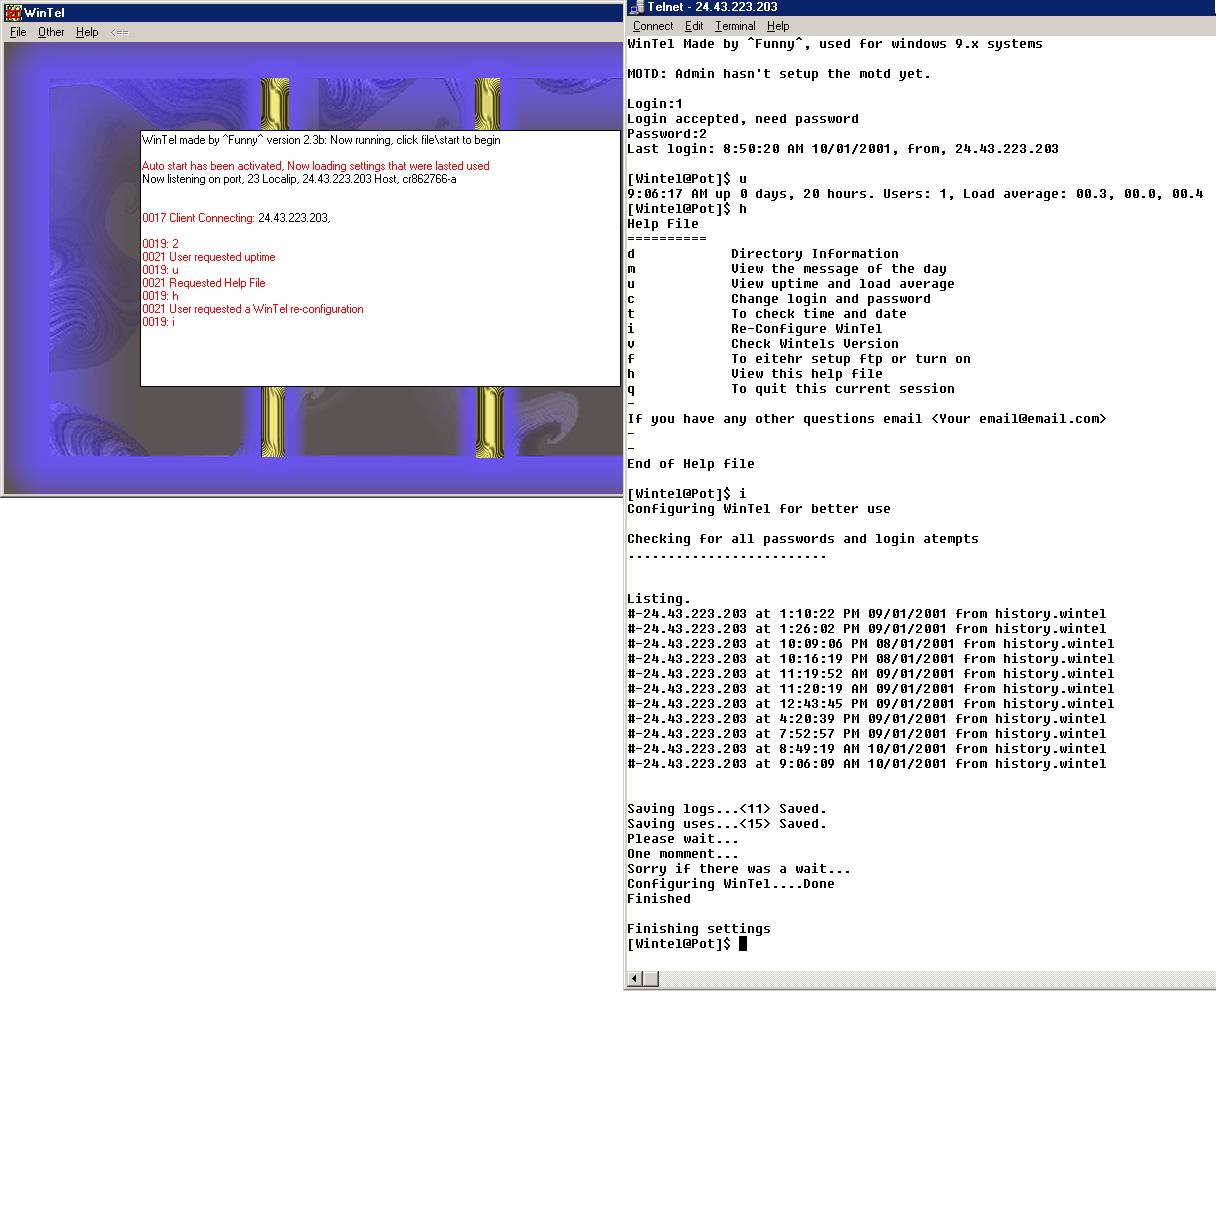 WinTel
File Other Help <==
WinTel made by ^Funny^ version 2.3b: Now running, click file\start to begin
Auto start has been activated, Now loading settings that were lasted used
Now listening on port, 23 Localip, 24.43.223.203 Host, cr862766-a
0017 Client Connecting: 24.43.223.203,
0019: 2
0021 User requested uptime
0019: u
0021 Requested Help File
0019: h
0021 User requested a WinTel re-configuration
0019: i
Telnet - 24.43.223.203
Connect Edit Terminal Help
WinTel Made by ^Funny^, used for windows 9.x systems
MOTD: Admin hasn't setup the motd yet.
Login:1
Login accepted, need password
Password:2
Last login: 8:50:20 AM 10/01/2001, from, 24.43.223.203
[Wintel@Pot]$ u
9:06:17 AM up 0 days, 20 hours. Users: 1, Load average: 00.3, 00.0, 00.4
[Wintel@Pot]$ h
Help File
==========
d Directory Information
m View the message of the day
u View uptime and load average
c Change login and password
t To check time and date
i Re-Configure WinTel
v Check Wintels Version
f To eitehr setup ftp or turn on
h View this help file
q To quit this current session
-
If you have any other questions email <Your email@email.com>
-
-
End of Help file
[Wintel@Pot]$ i
Configuring WinTel for better use
Checking for all passwords and login atempts
-------------------------
Listing.
#-24.43.223.203 at 1:10:22 PM 09/01/2001 from history.wintel
#-24.43.223.203 at 1:26:02 PM 09/01/2001 from history.wintel
#-24.43.223.203 at 10:09:06 PM 08/01/2001 from history.wintel
#-24.43.223.203 at 10:16:19 PM 08/01/2001 from history.wintel
#-24.43.223.203 at 11:19:52 AM 09/01/2001 from history.wintel
#-24.43.223.203 at 11:20:19 AM 09/01/2001 from history.wintel
#-24.43.223.203 at 12:43:45 PM 09/01/2001 from history.wintel
#-24.43.223.203 at 4:20:39 PM 09/01/2001 from history.wintel
#-24.43.223.203 at 7:52:57 PM 09/01/2001 from history.wintel
#-24.43.223.203 at 8:49:19 AM 10/01/2001 from history.wintel
#-24.43.223.203 at 9:06:09 AM 10/01/2001 from history.wintel
Saving logs...<11> Saved.
Saving uses...<15> Saved.
Please wait...
One momment...
Sorry if there was a wait...
Configuring WinTel....Done
Finished
Finishing settings
[Wintel@Pot]$